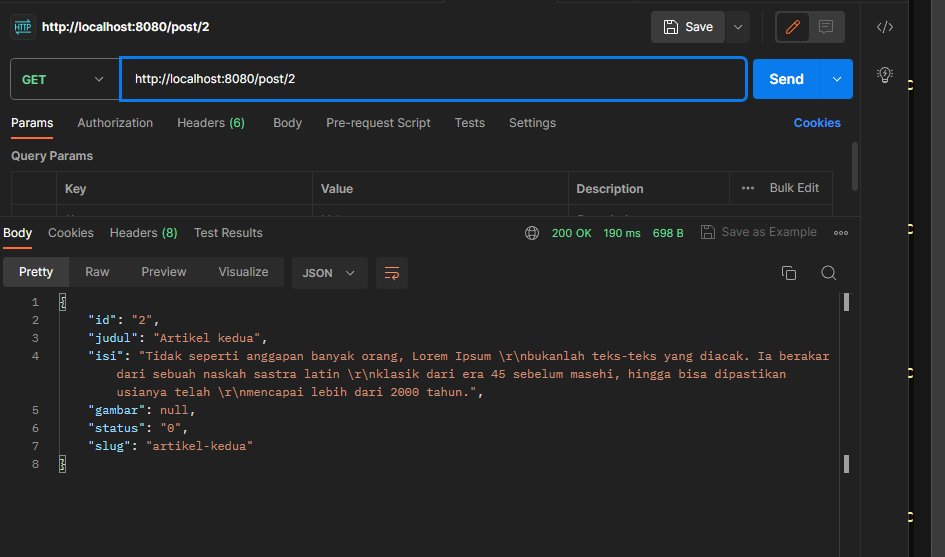 HTTP http://localhost:8080/post/2 Save
GET http://localhost:8080/post/2 Send
Params Authorization Headers (6) Body Pre-request Script Tests Settings Cookies
Query Params
Key Value Description ••• Bulk Edit
Body Cookies Headers (8) Test Results 200 OK 190 ms 698 B Save as Example
Pretty Raw Preview Visualize JSON
1 {
2 "id": "2",
3 "judul": "Artikel kedua",
4 "isi": "Tidak seperti anggapan banyak orang, Lorem Ipsum \r\nbukanlah teks-teks yang diacak. Ia berakar
dari sebuah naskah sastra latin \r\nklasik dari era 45 sebelum masehi, hingga bisa dipastikan
usianya telah \r\nmencapai lebih dari 2000 tahun.",
5 "gambar": null,
6 "status": "0",
7 "slug": "artikel-kedua"
8 }